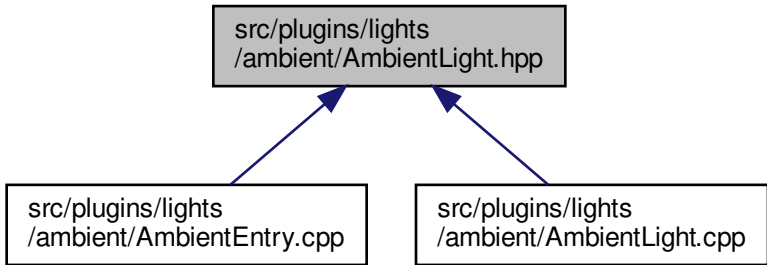 src/plugins/lights
/ambient/AmbientLight.hpp
src/plugins/lights
/ambient/AmbientEntry.cpp
src/plugins/lights
/ambient/AmbientLight.cpp